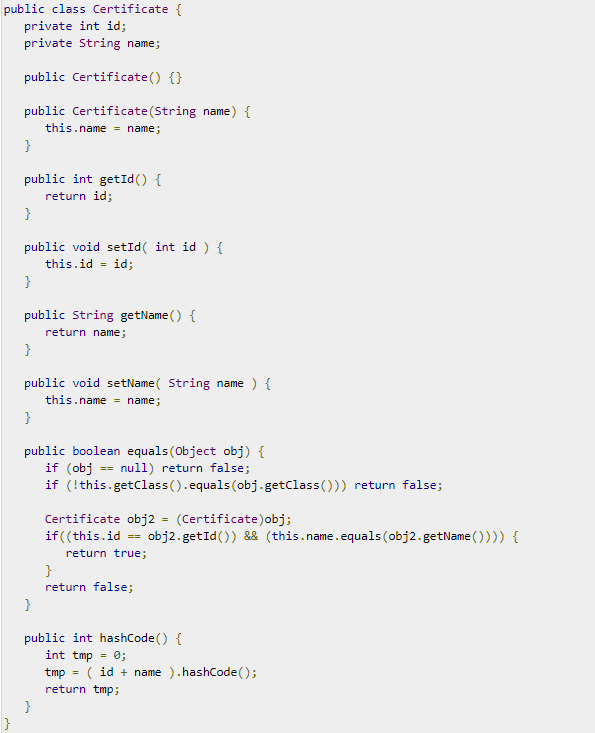 public class Certificate {
   private int id;
   private String name;

   public Certificate() {}

   public Certificate(String name) {
      this.name = name;
   }

   public int getId() {
      return id;
   }

   public void setId( int id ) {
      this.id = id;
   }

   public String getName() {
      return name;
   }

   public void setName( String name ) {
      this.name = name;
   }

   public boolean equals(Object obj) {
      if (obj == null) return false;
      if (!this.getClass().equals(obj.getClass())) return false;

      Certificate obj2 = (Certificate)obj;
      if((this.id == obj2.getId()) && (this.name.equals(obj2.getName()))) {
         return true;
      }
      return false;
   }

   public int hashCode() {
      int tmp = 0;
      tmp = ( id + name ).hashCode();
      return tmp;
   }
}